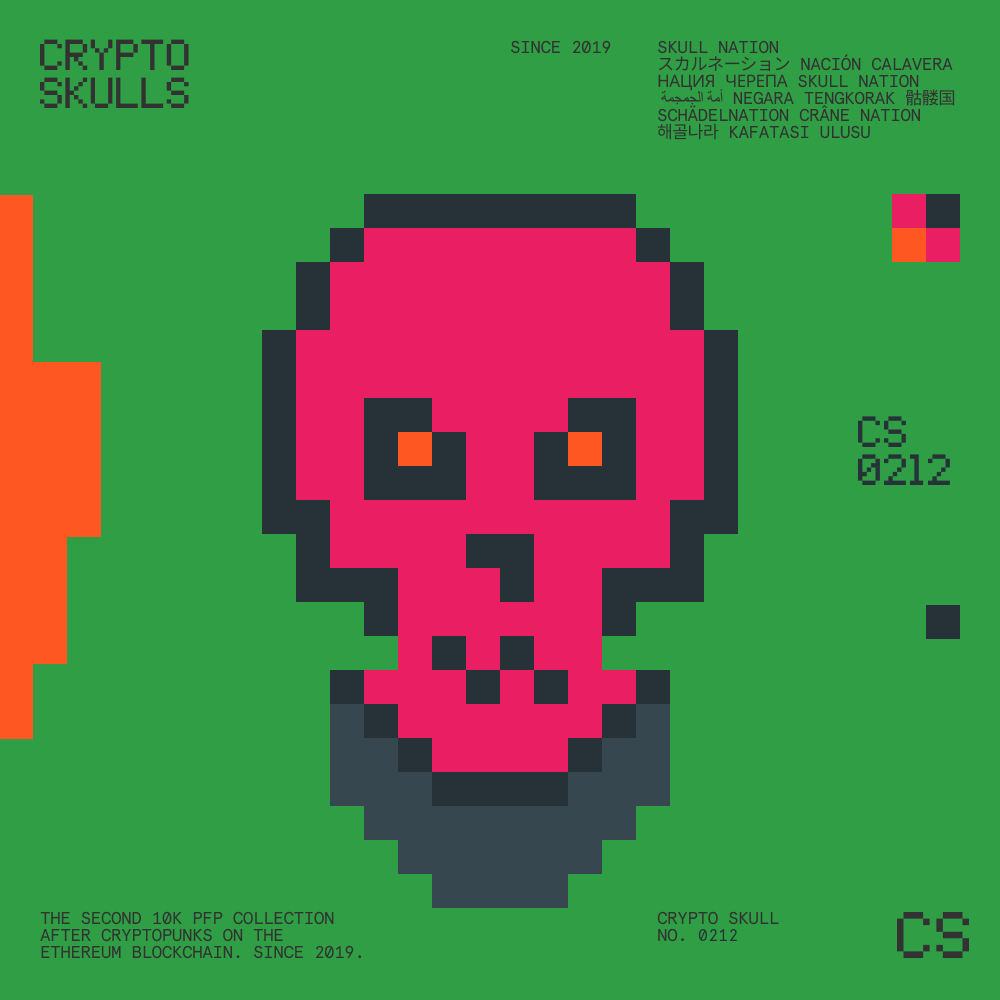 CRYPTO
SKULLS
SINCE 2019
SKULL NATION
スカルネーション NACIÓN CALAVERA
НАЦИЯ ЧЕРЕПА SKULL NATION
أمة الجمجمة NEGARA TENGKORAK 骷髅国
SCHÄDELNATION CRÂNE NATION
해골나라 KAFATASI ULUSU
CS
0212
THE SECOND 10K PFP COLLECTION
AFTER CRYPTOPUNKS ON THE
ETHEREUM BLOCKCHAIN. SINCE 2019.
CRYPTO SKULL
NO. 0212
CS